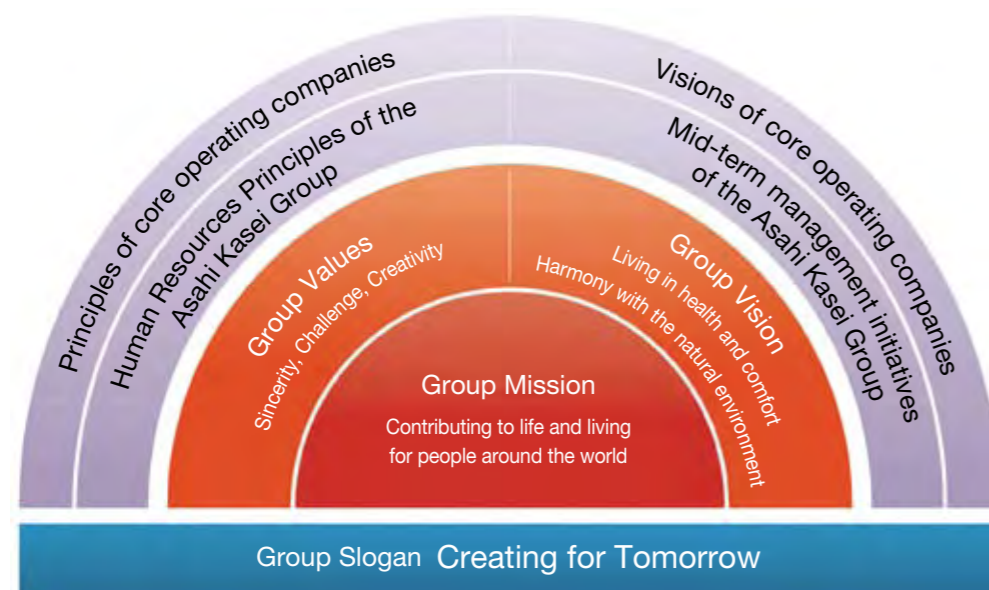 Principles of core operating companies
Human Resources Principles of the
Asahi Kasei Group
Visions of core operating companies
Mid-term management initiatives
of the Asahi Kasei Group
Group Values
Sincerity, Challenge, Creativity
Group Vision
Living in health and comfort
Harmony with the natural environment
Group Mission
Contributing to life and living
for people around the world
Group Slogan Creating for Tomorrow